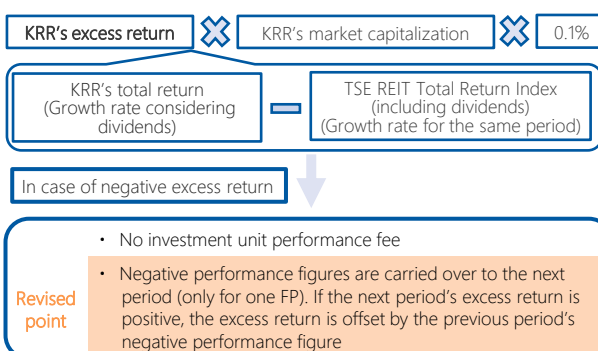 KRR's excess return
KRR's market capitalization
0.1%
KRR's total return
(Growth rate considering
dividends)
TSE REIT Total Return Index
(including dividends)
(Growth rate for the same period)
In case of negative excess return
・ No investment unit performance fee
Revised
point
・ Negative performance figures are carried over to the next
period (only for one FP). If the next period's excess return is
positive, the excess return is offset by the previous period's
negative performance figure